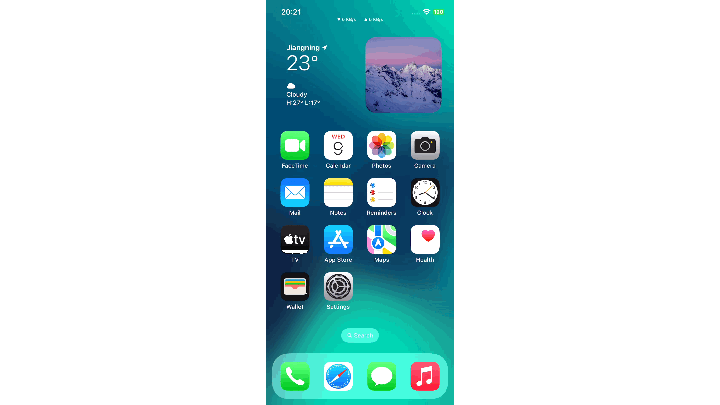 20:21
100
Jiangning
23°
Cloudy
H:27° L:17°
WED
9
FaceTime Calendar Photos Camera
Mail Notes Reminders Clock
tv
TV App Store Maps Health
Wallet Settings
Search